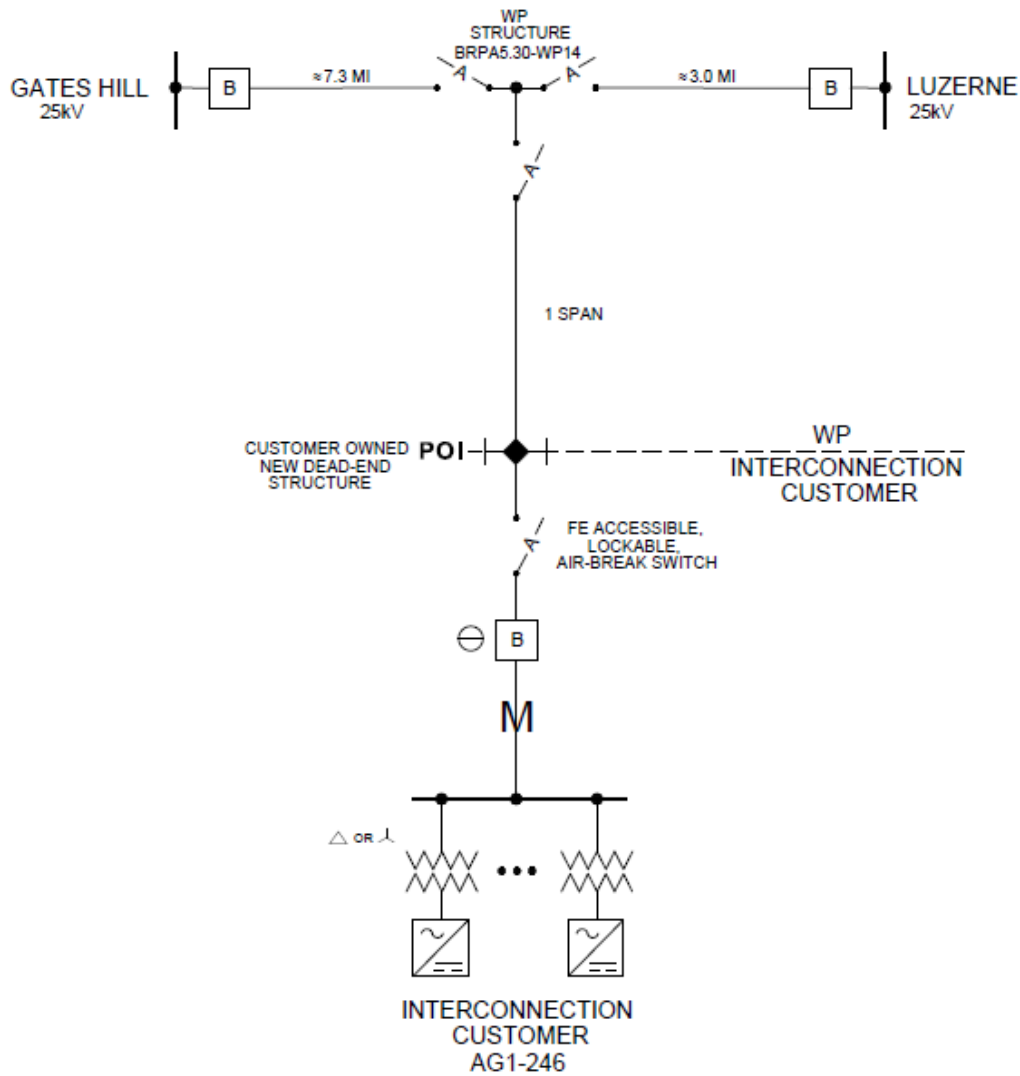 WP
STRUCTURE
BRPA5.30-WP14
GATES HILL
25kV
B
≈7.3 MI
A
A
≈3.0 MI
B
LUZERNE
25kV
A
1 SPAN
CUSTOMER OWNED
NEW DEAD-END
STRUCTURE
POI
WP
INTERCONNECTION
CUSTOMER
A
FE ACCESSIBLE,
LOCKABLE,
AIR-BREAK SWITCH
B
M
OR
INTERCONNECTION
CUSTOMER
AG1-246